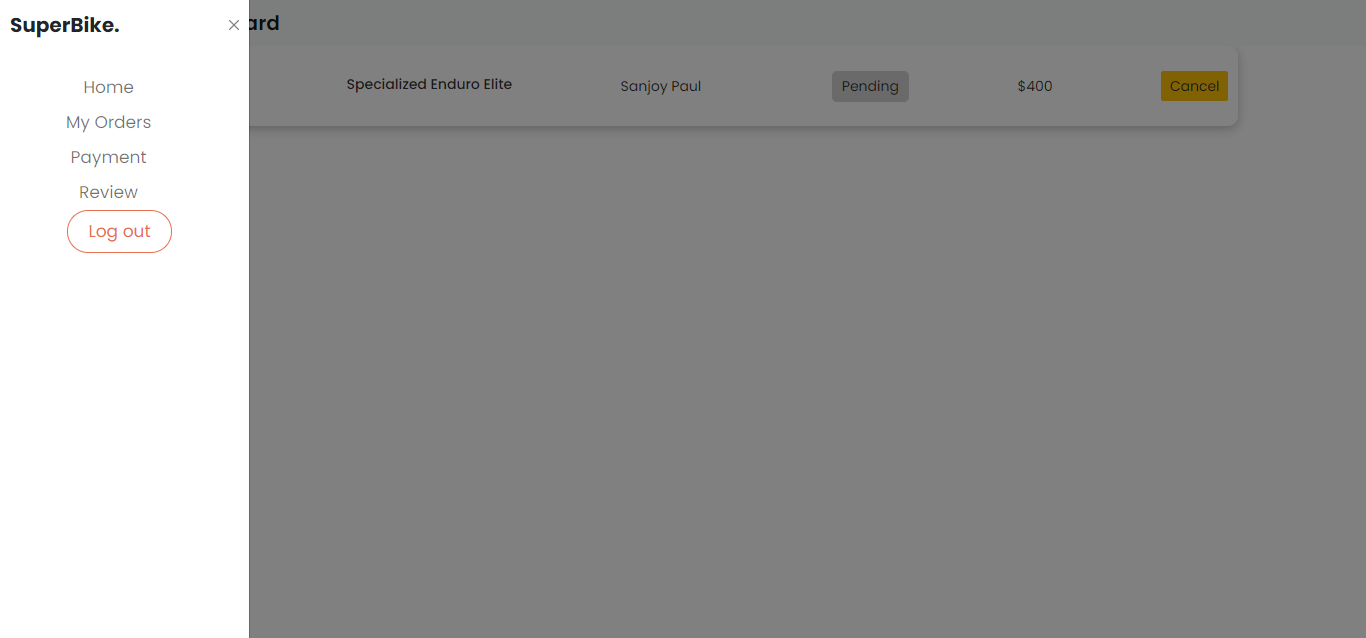 SuperBike.
Home
My Orders
Payment
Review
Log out
ard
Specialized Enduro Elite Sanjoy Paul Pending $400 Cancel